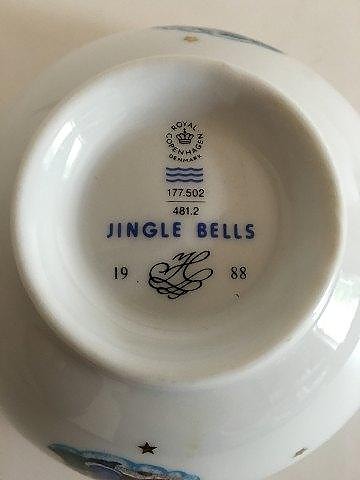 ROYAL
COPENHAGEN
DENMARK
177.502
481.2
JINGLE BELLS
19 H 88